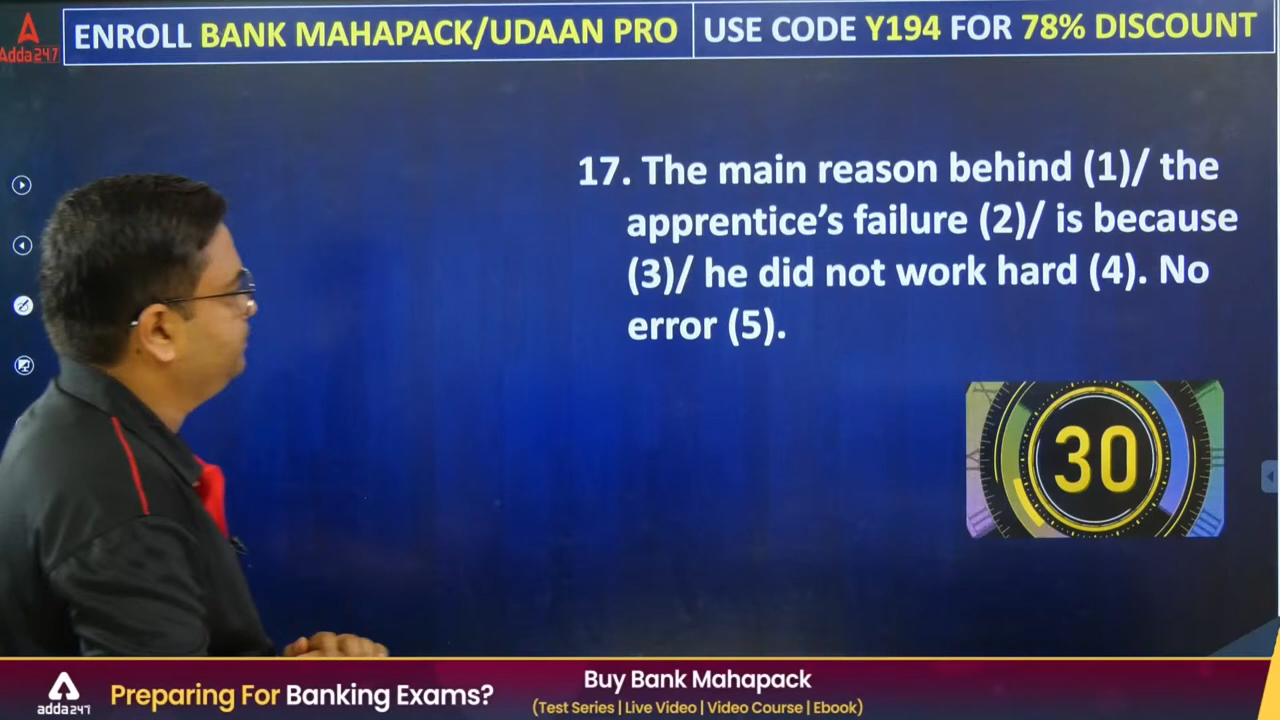 ENROLL BANK MAHAPACK/UDAAN PRO
USE CODE Y194 FOR 78% DISCOUNT
Adda247
17. The main reason behind (1)/ the
apprentice’s failure (2)/ is because
(3)/ he did not work hard (4). No
error (5).
30
adda247
Preparing For Banking Exams?
Buy Bank Mahapack
(Test Series | Live Video | Video Course | Ebook)